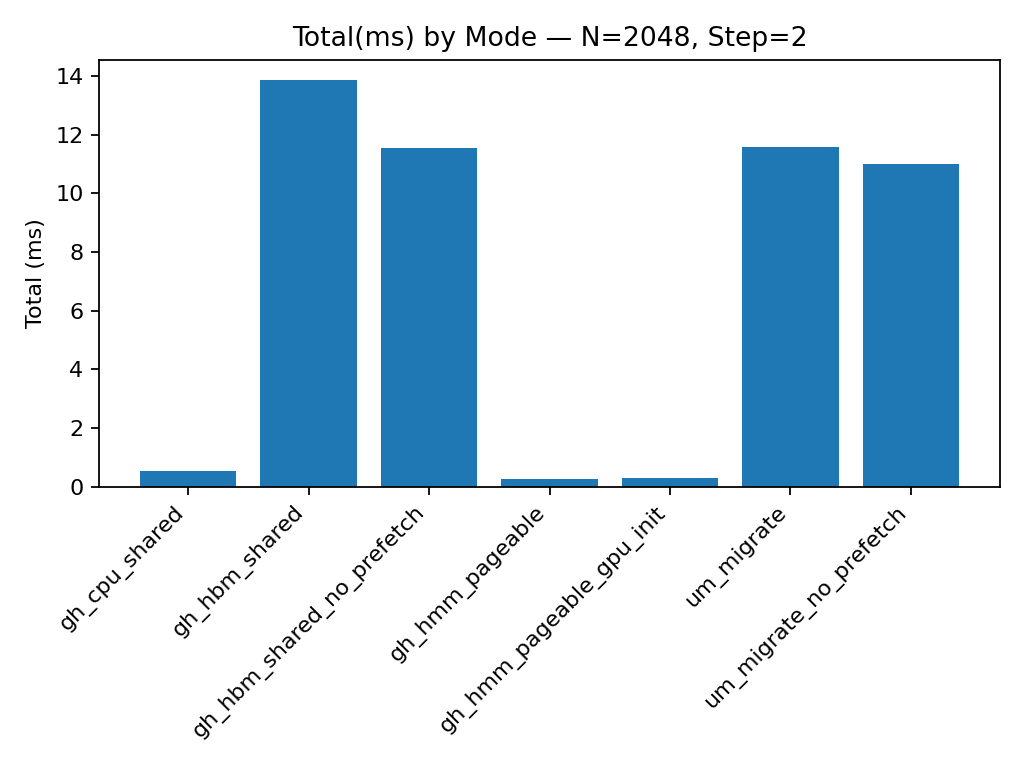 Total(ms) by Mode — N=2048, Step=2
Total (ms)
14
12
10
8
6
4
2
0
gh_cpu_shared
gh_hbm_shared
gh_hbm_shared_no_prefetch
gh_hmm_pageable
gh_hmm_pageable_gpu_init
um_migrate
um_migrate_no_prefetch